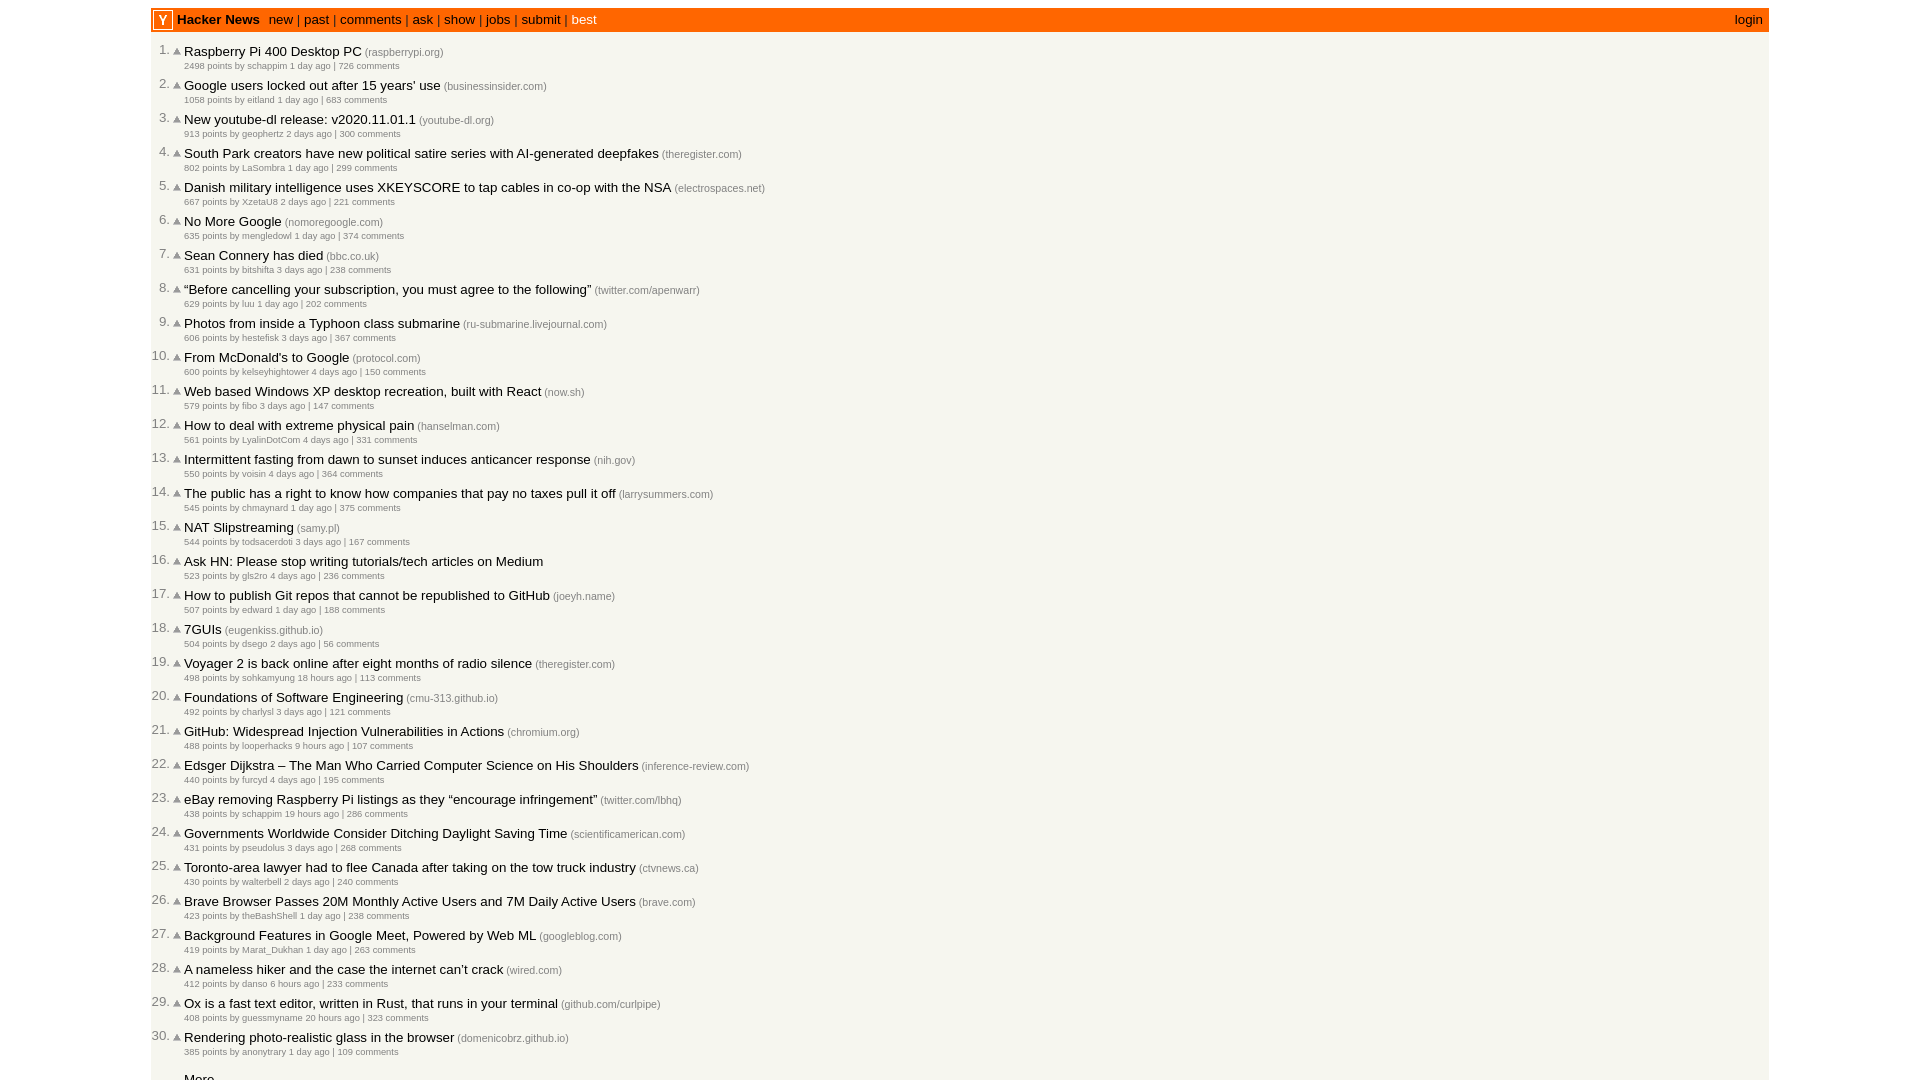 Y Hacker News new | past | comments | ask | show | jobs | submit | best login
1. Raspberry Pi 400 Desktop PC (raspberrypi.org)
2498 points by schappim 1 day ago | 726 comments
2. Google users locked out after 15 years' use (businessinsider.com)
1058 points by eitland 1 day ago | 683 comments
3. New youtube-dl release: v2020.11.01.1 (youtube-dl.org)
913 points by geophertz 2 days ago | 300 comments
4. South Park creators have new political satire series with AI-generated deepfakes (theregister.com)
802 points by LaSombra 1 day ago | 299 comments
5. Danish military intelligence uses XKEYSCORE to tap cables in co-op with the NSA (electrospaces.net)
667 points by XzetaU8 2 days ago | 221 comments
6. No More Google (nomoregoogle.com)
635 points by mengledowl 1 day ago | 374 comments
7. Sean Connery has died (bbc.co.uk)
631 points by bitshifta 3 days ago | 238 comments
8. “Before cancelling your subscription, you must agree to the following” (twitter.com/apenwarr)
629 points by luu 1 day ago | 202 comments
9. Photos from inside a Typhoon class submarine (ru-submarine.livejournal.com)
606 points by hestefisk 3 days ago | 367 comments
10. From McDonald's to Google (protocol.com)
600 points by kelseyhightower 4 days ago | 150 comments
11. Web based Windows XP desktop recreation, built with React (now.sh)
579 points by fibo 3 days ago | 147 comments
12. How to deal with extreme physical pain (hanselman.com)
561 points by LyalinDotCom 4 days ago | 331 comments
13. Intermittent fasting from dawn to sunset induces anticancer response (nih.gov)
550 points by voisin 4 days ago | 364 comments
14. The public has a right to know how companies that pay no taxes pull it off (larrysummers.com)
545 points by chmaynard 1 day ago | 375 comments
15. NAT Slipstreaming (samy.pl)
544 points by todsacerdoti 3 days ago | 167 comments
16. Ask HN: Please stop writing tutorials/tech articles on Medium
523 points by gls2ro 4 days ago | 236 comments
17. How to publish Git repos that cannot be republished to GitHub (joeyh.name)
507 points by edward 1 day ago | 188 comments
18. 7GUIs (eugenkiss.github.io)
504 points by dsego 2 days ago | 56 comments
19. Voyager 2 is back online after eight months of radio silence (theregister.com)
498 points by sohkamyung 18 hours ago | 113 comments
20. Foundations of Software Engineering (cmu-313.github.io)
492 points by charlysl 3 days ago | 121 comments
21. GitHub: Widespread Injection Vulnerabilities in Actions (chromium.org)
488 points by looperhacks 9 hours ago | 107 comments
22. Edsger Dijkstra – The Man Who Carried Computer Science on His Shoulders (inference-review.com)
440 points by furcyd 4 days ago | 195 comments
23. eBay removing Raspberry Pi listings as they “encourage infringement” (twitter.com/lbhq)
438 points by schappim 19 hours ago | 286 comments
24. Governments Worldwide Consider Ditching Daylight Saving Time (scientificamerican.com)
431 points by pseudolus 3 days ago | 268 comments
25. Toronto-area lawyer had to flee Canada after taking on the tow truck industry (ctvnews.ca)
430 points by walterbell 2 days ago | 240 comments
26. Brave Browser Passes 20M Monthly Active Users and 7M Daily Active Users (brave.com)
423 points by theBashShell 1 day ago | 238 comments
27. Background Features in Google Meet, Powered by Web ML (googleblog.com)
419 points by Marat_Dukhan 1 day ago | 263 comments
28. A nameless hiker and the case the internet can’t crack (wired.com)
412 points by danso 6 hours ago | 233 comments
29. Ox is a fast text editor, written in Rust, that runs in your terminal (github.com/curlpipe)
408 points by guessmyname 20 hours ago | 323 comments
30. Rendering photo-realistic glass in the browser (domenicobrz.github.io)
385 points by anonytrary 1 day ago | 109 comments
More